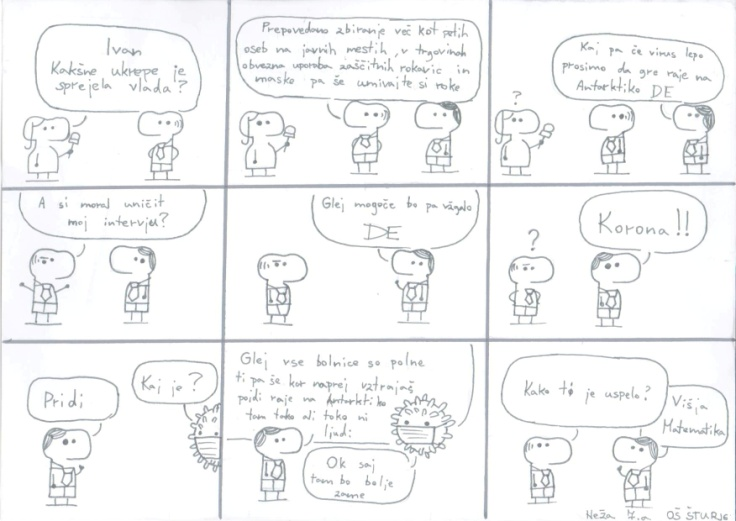 Ivan
Kakšne ukrepe je
sprejela vlada?
Prepovedano zbiranje več kot petih
oseb na javnih mestih, v trgovinah
obvezna uporaba zaščitnih rokavic in
maske pa še umivajte si roke
?
Kaj pa če virus lepo
prosimo da gre raje na
Antarktiko DE
A si moral uničit
moj intervju?
Glej mogoče bo pa vžgalo
DE
?
Korona!!
Pridi
Kaj je?
Glej vse bolnice so polne
ti pa še kar naprej vztrajaš
pojdi raje na Antarktiko
tam tako ali tako ni
ljudi
Ok saj
tam bo bolje
zame
Kako ti je uspelo?
Višja
Matematika
Neža 7.a OŠ ŠTURJE